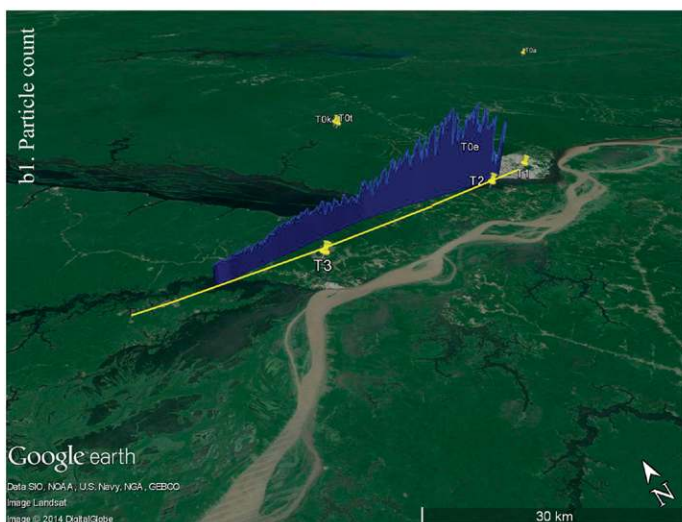 b1. Particle count
T0a
T0k T0t
T0e
T1
T2
T3
Google earth
Data SIO, NOAA, U.S. Navy, NGA, GEBCO
Image Landsat
Image © 2014 DigitalGlobe
30 km
N